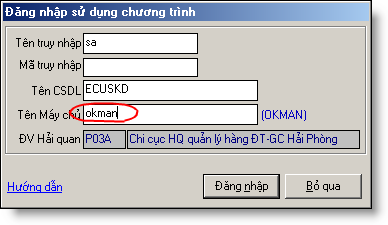 Đăng nhập sử dụng chương trình
Tên truy nhập sa
Mã truy nhập
Tên CSDL ECUSKD
Tên Máy chủ okman (OKMAN)
ĐV Hải quan P03A Chi cục HQ quản lý hàng ĐT-GC Hải Phòng
Hướng dẫn Đăng nhập Bỏ qua